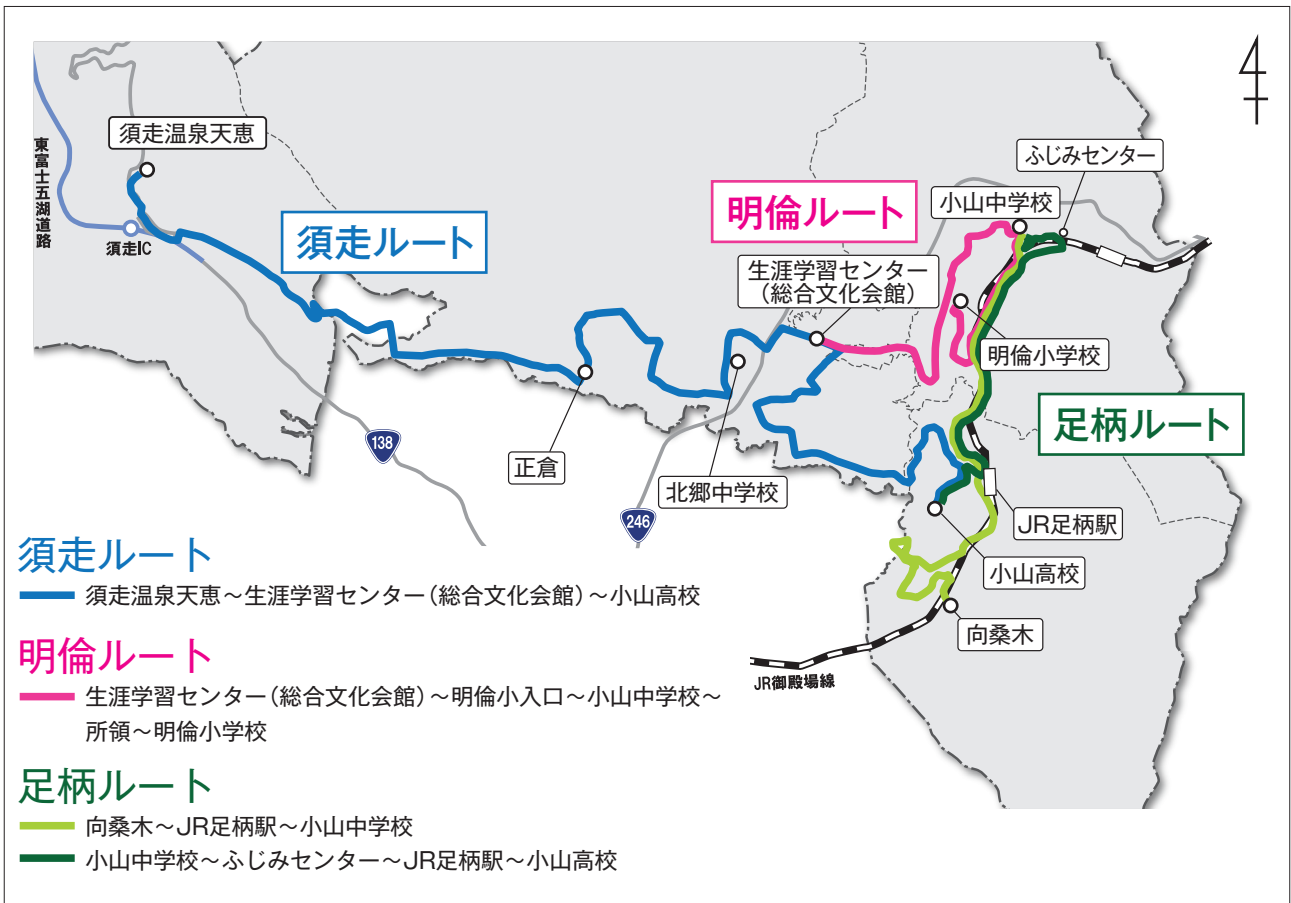 須走温泉天恵
東富士五湖道路
須走IC
須走ルート
明倫ルート
ふじみセンター
小山中学校
生涯学習センター
(総合文化会館)
明倫小学校
足柄ルート
138
正倉
北郷中学校
246
JR足柄駅
小山高校
向桑木
JR御殿場線
須走ルート
須走温泉天恵～生涯学習センター(総合文化会館)～小山高校
明倫ルート
生涯学習センター(総合文化会館)～明倫小入口～小山中学校～
所領～明倫小学校
足柄ルート
向桑木～JR足柄駅～小山中学校
小山中学校～ふじみセンター～JR足柄駅～小山高校